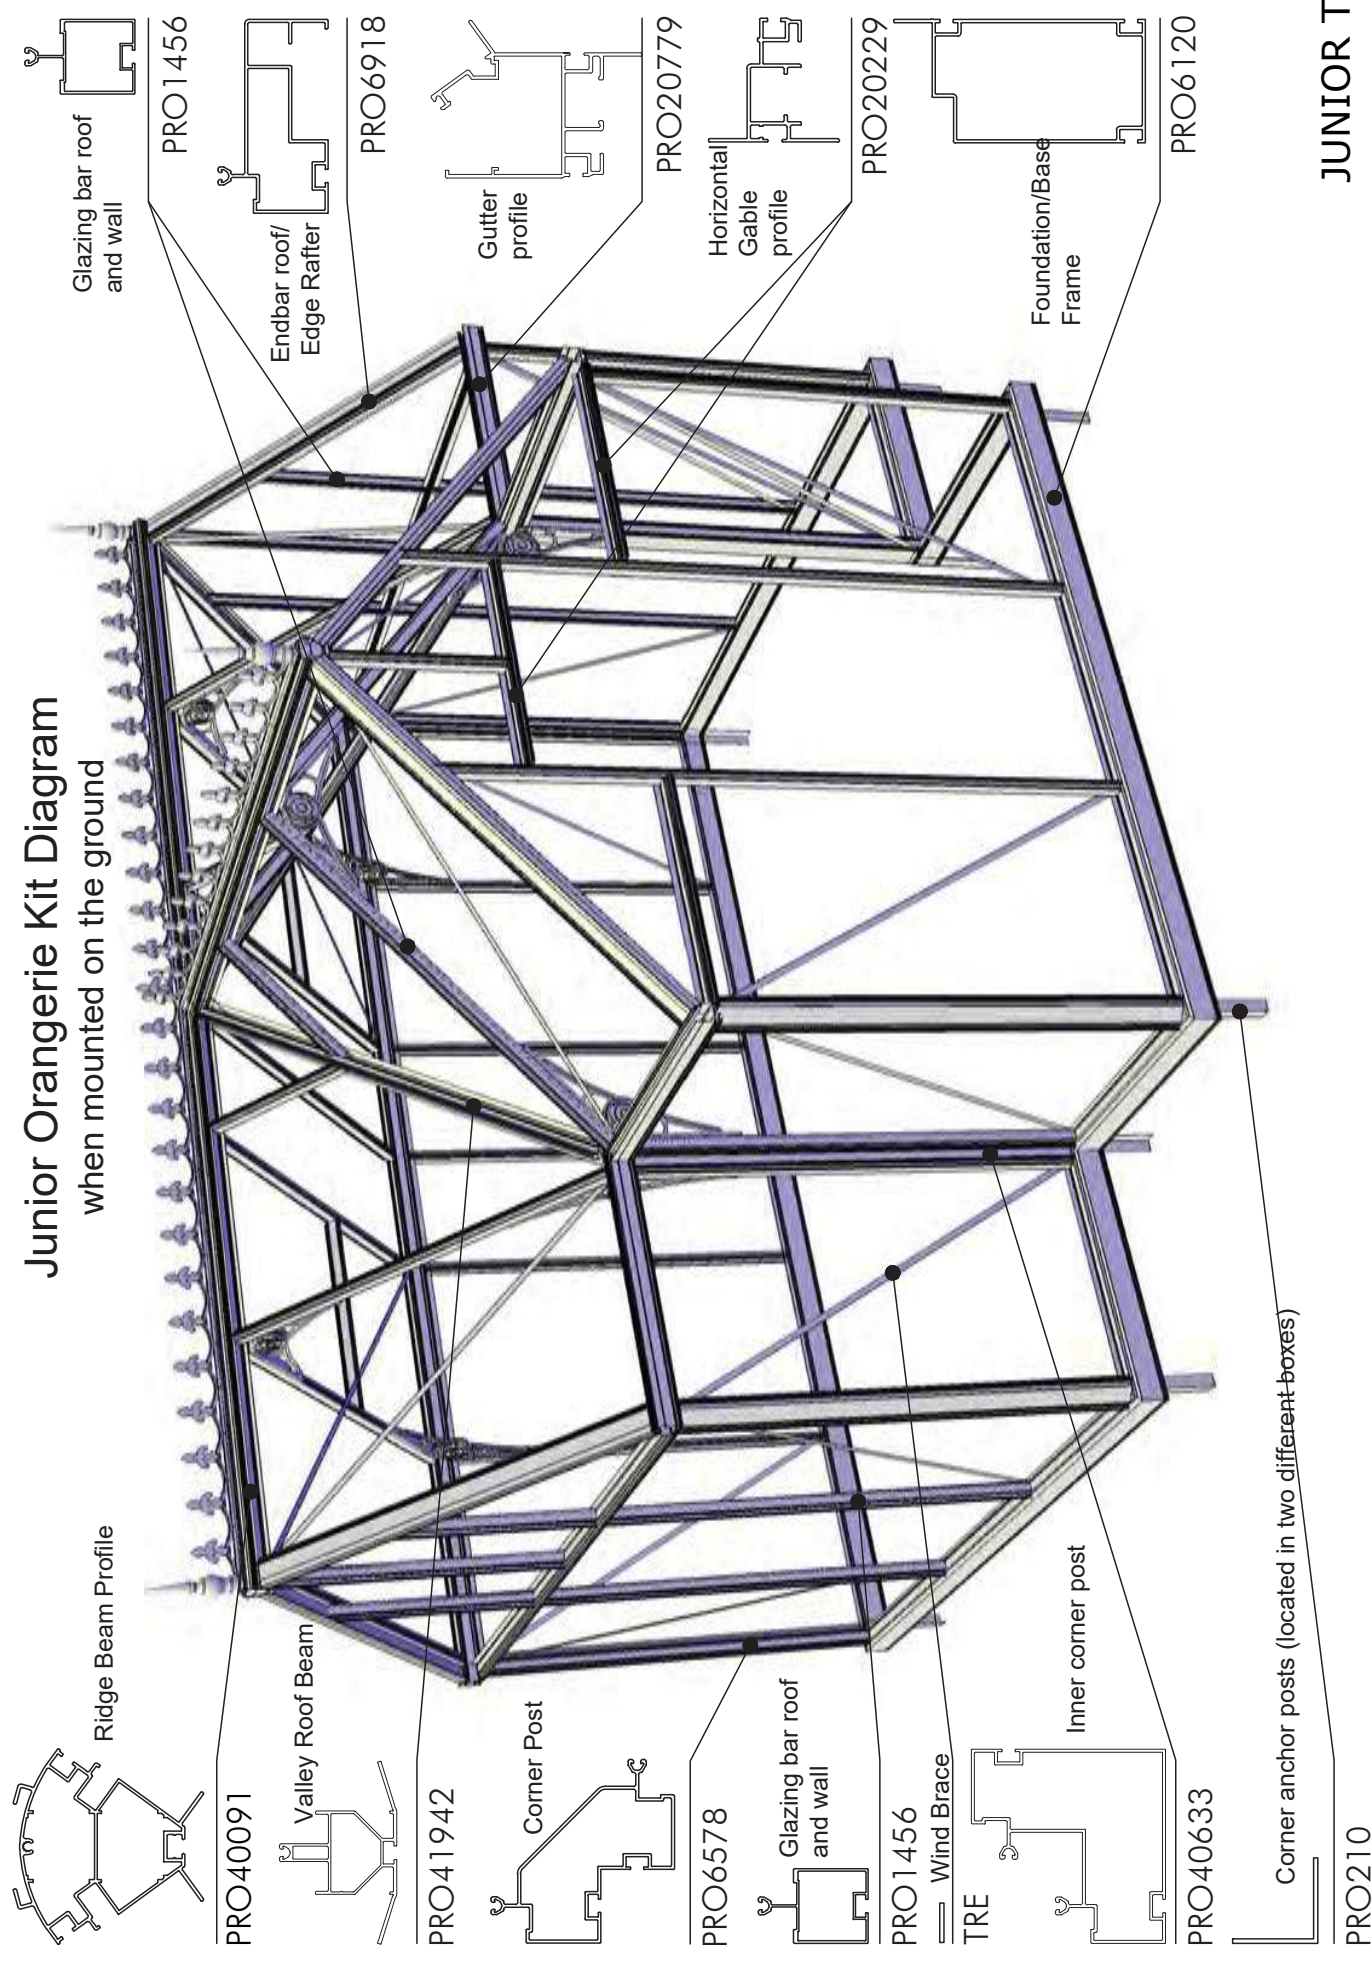 Junior Orangerie Kit Diagram
when mounted on the ground
Ridge Beam Profile
PRO40091
Valley Roof Beam
PRO41942
Corner Post
PRO6578
Glazing bar roof
and wall
PRO1456
Wind Brace
TRE
Inner corner post
PRO40633
Corner anchor posts (located in two different boxes)
PRO210
Glazing bar roof
and wall
PRO1456
Endbar roof/
Edge Rafter
PRO6918
Gutter
profile
PRO20779
Horizontal
Gable
profile
PRO20229
Foundation/Base
Frame
PRO6120
JUNIOR T